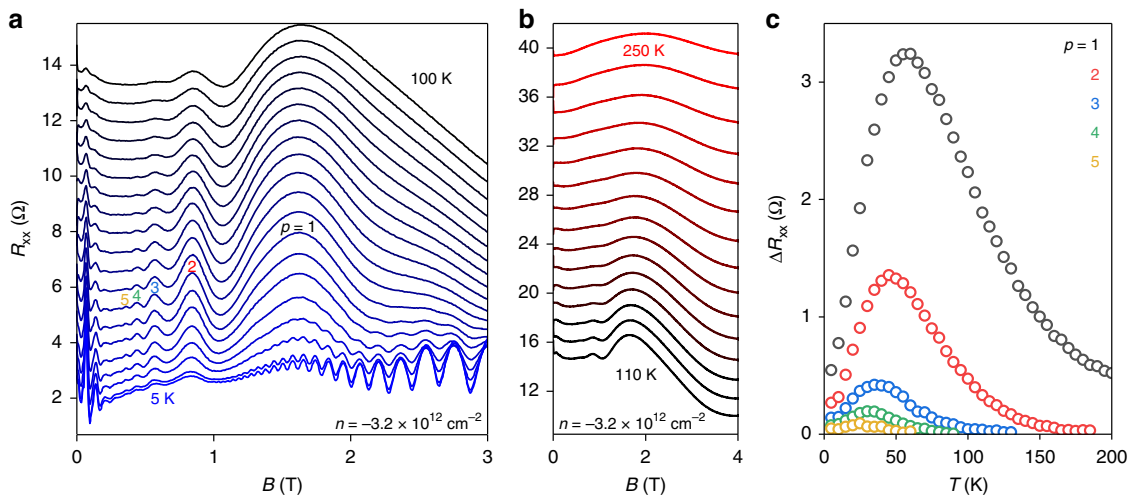 a
14
12
10
8
6
4
2
R_xx (Ω)
100 K
p = 1
2
3
4
5
5 K
n = −3.2 × 10^12 cm^−2
0
1
2
3
B (T)
b
40
36
32
28
24
20
16
12
250 K
110 K
n = −3.2 × 10^12 cm^−2
0
2
4
B (T)
c
3
2
1
0
ΔR_xx (Ω)
p = 1
2
3
4
5
0
50
100
150
200
T (K)